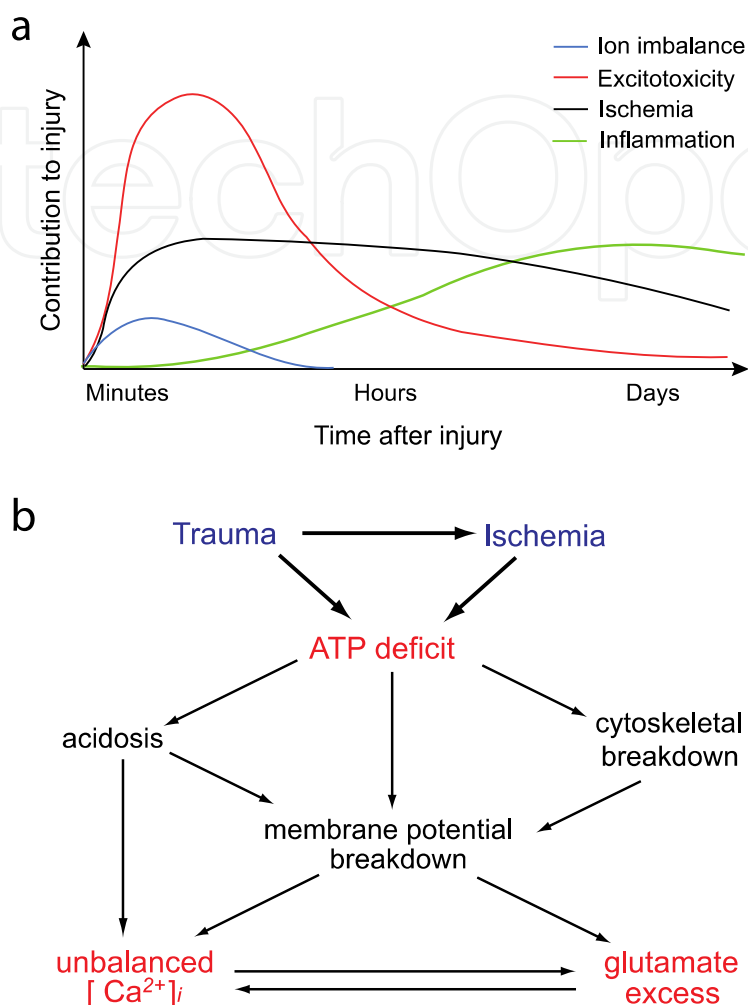 a
Ion imbalance
Excitotoxicity
Ischemia
Inflammation
Contribution to injury
Minutes Hours Days
Time after injury
b
Trauma Ischemia
ATP deficit
acidosis
cytoskeletal
breakdown
membrane potential
breakdown
unbalanced
[ Ca²⁺]i
glutamate
excess